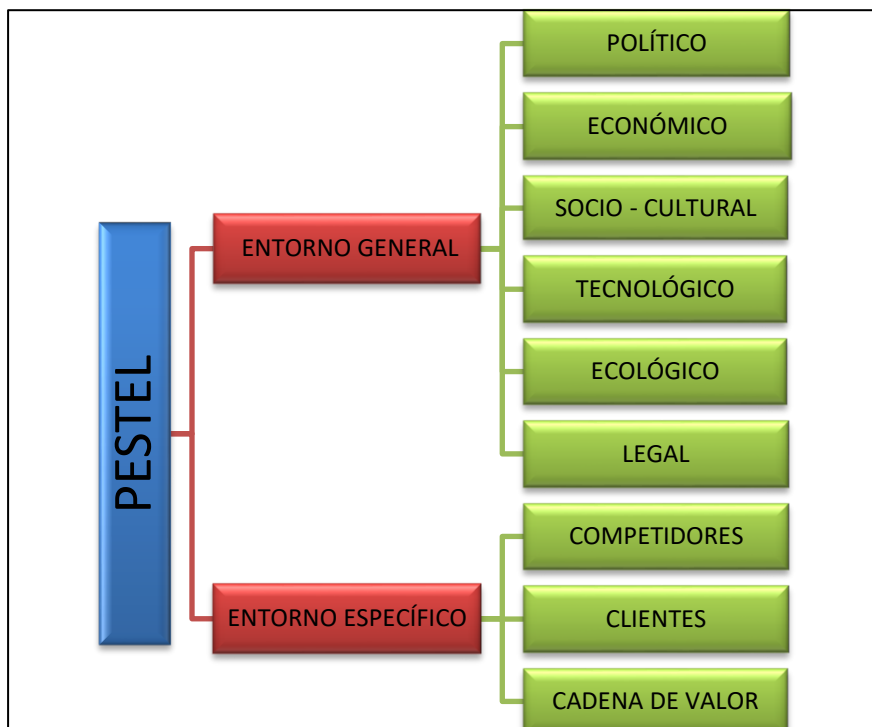 PESTEL
ENTORNO GENERAL
POLÍTICO
ECONÓMICO
SOCIO - CULTURAL
TECNOLÓGICO
ECOLÓGICO
LEGAL
ENTORNO ESPECÍFICO
COMPETIDORES
CLIENTES
CADENA DE VALOR